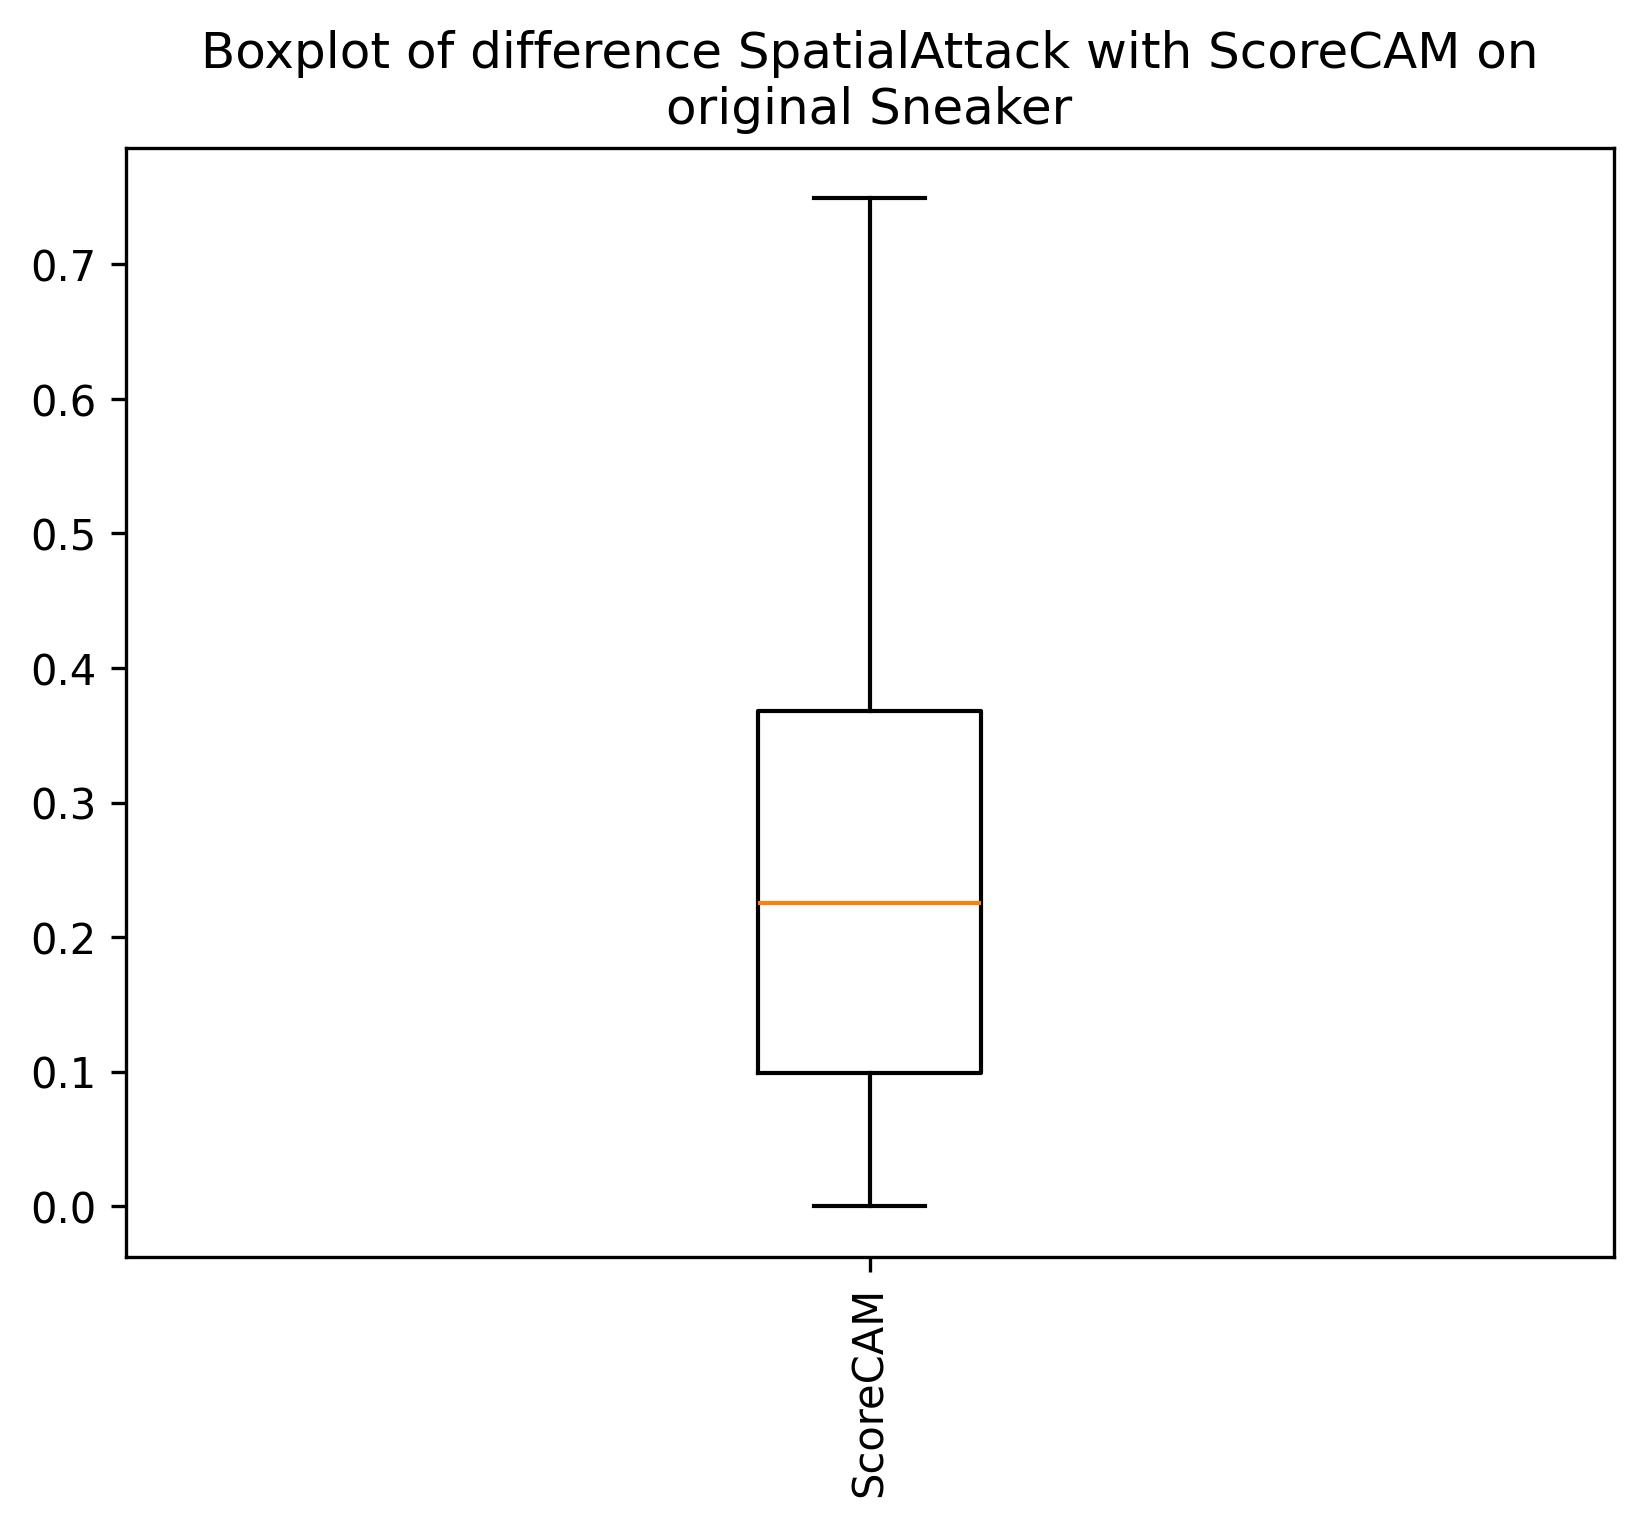 Boxplot of difference SpatialAttack with ScoreCAM on
original Sneaker
0.7
0.6
0.5
0.4
0.3
0.2
0.1
0.0
ScoreCAM